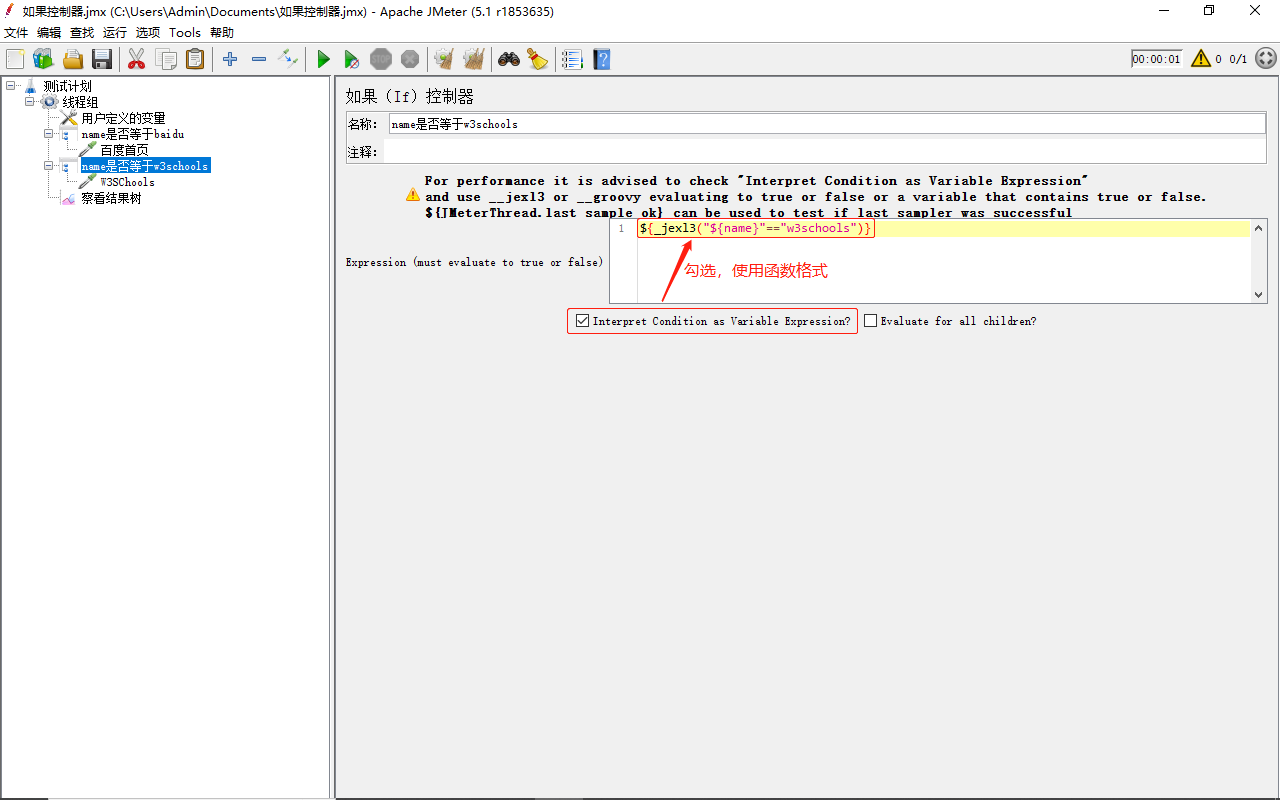 如果控制器.jmx (C:\Users\Admin\Documents\如果控制器.jmx) - Apache JMeter (5.1 r1853635)
文件 编辑 查找 运行 选项 Tools 帮助
STOP
00:00:01 0 0/1
测试计划
线程组
用户定义的变量
name是否等于baidu
百度首页
name是否等于w3schools
W3SChools
察看结果树
如果（If）控制器
名称： name是否等于w3schools
注释：
For performance it is advised to check "Interpret Condition as Variable Expression"
and use __jexl3 or __groovy evaluating to true or false or a variable that contains true or false.
${JMeterThread.last_sample_ok} can be used to test if last sampler was successful
Expression (must evaluate to true or false)
1 ${_jexl3("${name}"=="w3schools")}
勾选，使用函数格式
Interpret Condition as Variable Expression? Evaluate for all children?